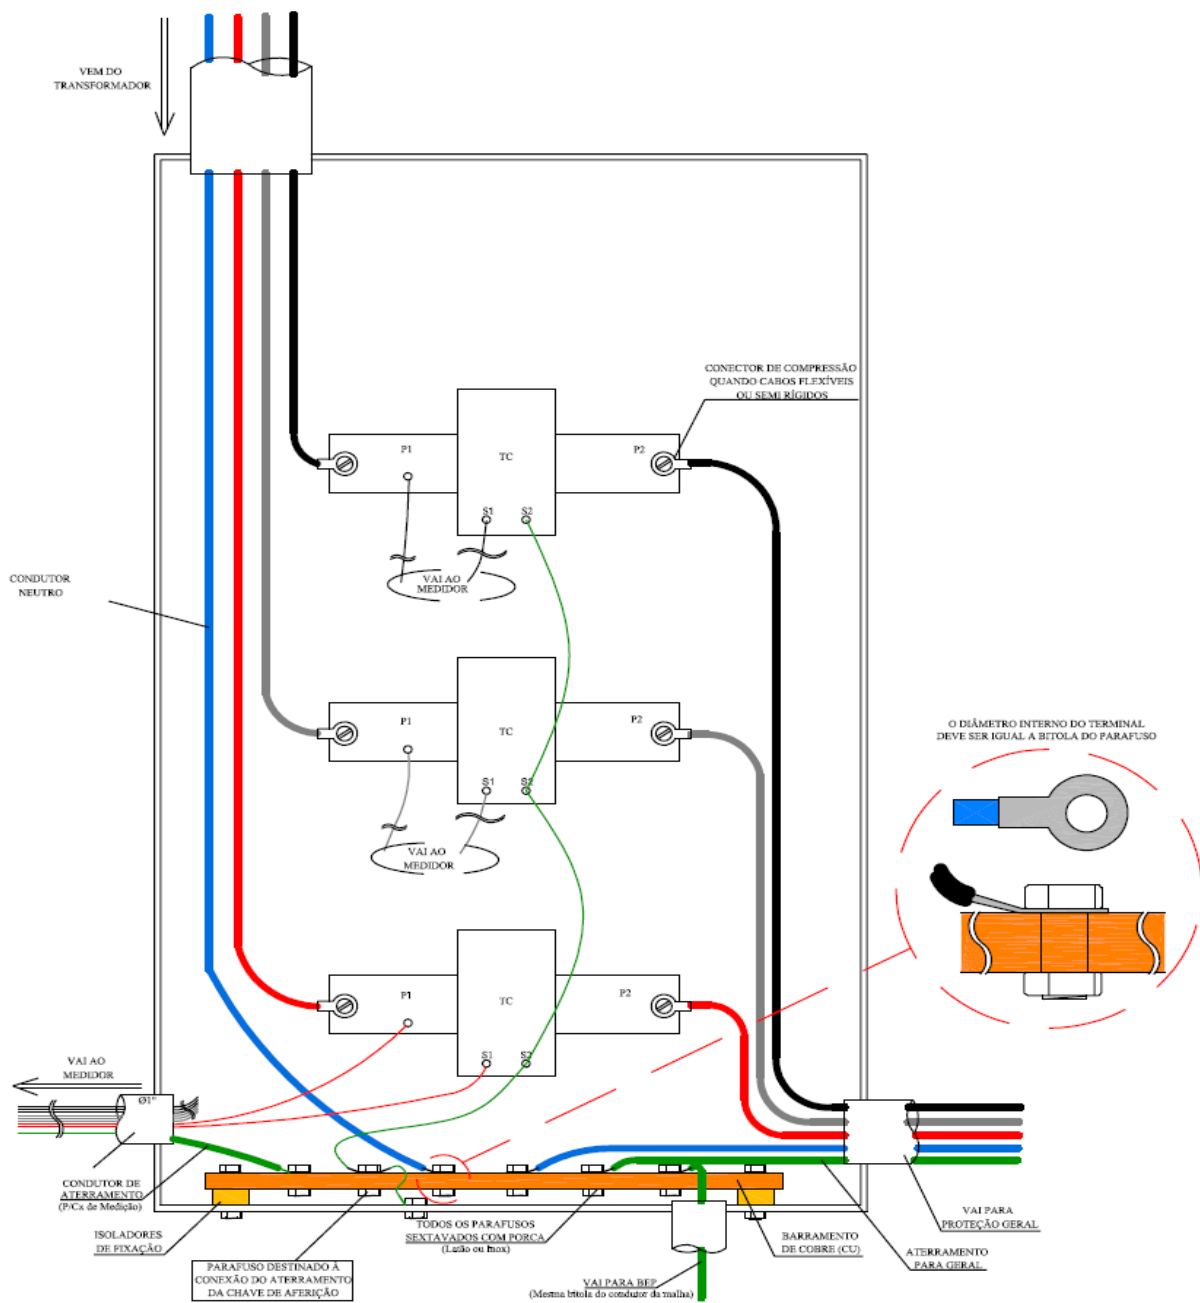 VEM DO
TRANSFORMADOR
CONECTOR DE COMPRESSÃO
QUANDO CABOS FLEXÍVEIS
OU SEMI RÍGIDOS
P1
TC
P2
S1
S2
VAI AO
MEDIDOR
CONDUTOR
NEUTRO
P1
TC
P2
S1
S2
VAI AO
MEDIDOR
O DIÂMETRO INTERNO DO TERMINAL
DEVE SER IGUAL A BITOLA DO PARAFUSO
P1
TC
P2
S1
S2
VAI AO
MEDIDOR
Ø1"
CONDUTOR DE
ATERRAMENTO
(P/Cx de Medição)
ISOLADORES
DE FIXAÇÃO
PARAFUSO DESTINADO À
CONEXÃO DO ATERRAMENTO
DA CHAVE DE AFERIÇÃO
TODOS OS PARAFUSOS
SEXTAVADOS COM PORCA
(Latão ou Inox)
VAI PARA BEP
(Mesma bitola do condutor da malha)
BARRAMENTO
DE COBRE (CU)
ATERRAMENTO
PARA GERAL
VAI PARA
PROTEÇÃO GERAL